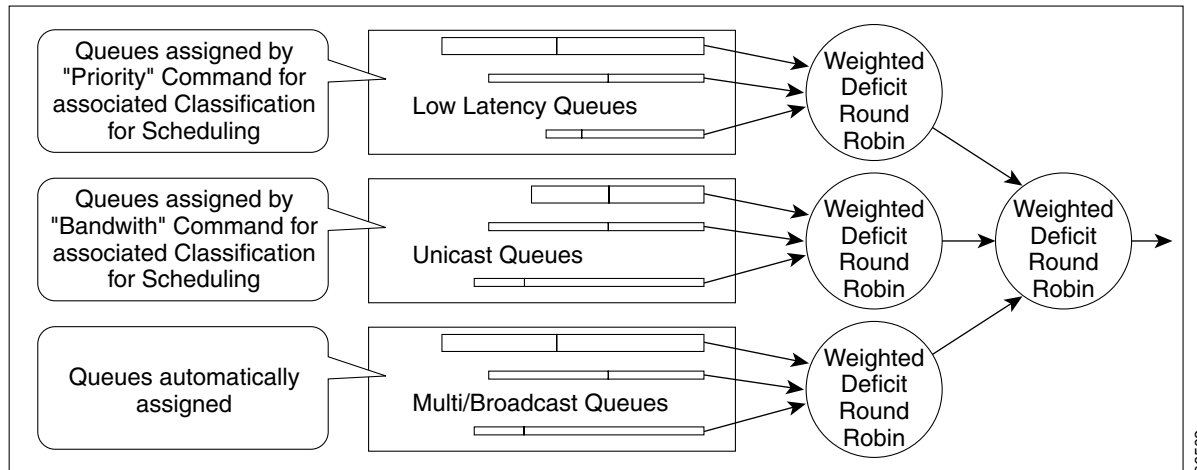 Queues assigned by
"Priority" Command for
associated Classification
for Scheduling
Low Latency Queues
Weighted
Deficit
Round
Robin
Queues assigned by
"Bandwith" Command for
associated Classification
for Scheduling
Unicast Queues
Weighted
Deficit
Round
Robin
Weighted
Deficit
Round
Robin
Queues automatically
assigned
Multi/Broadcast Queues
Weighted
Deficit
Round
Robin